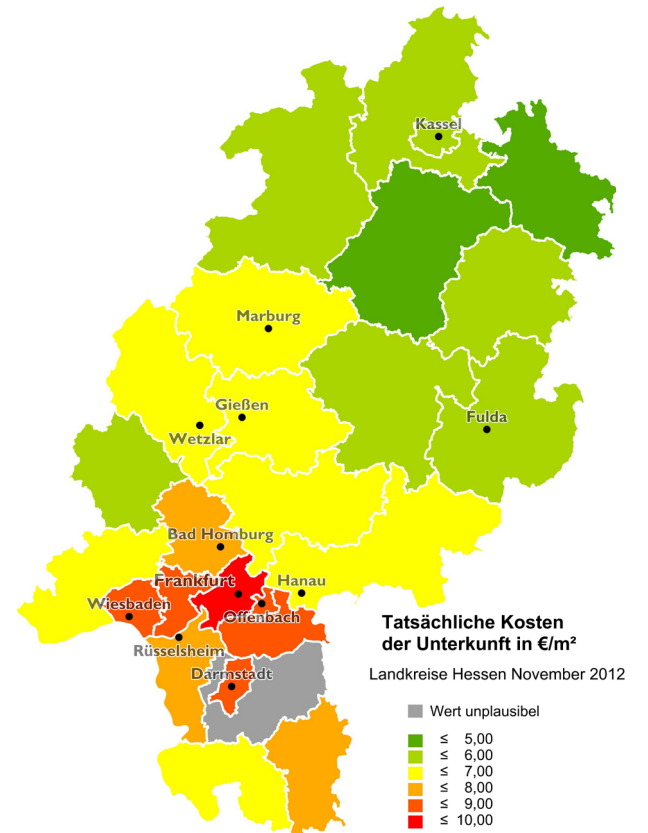 Kassel
Marburg
Gießen
Wetzlar
Fulda
Bad Homburg
Frankfurt
Hanau
Wiesbaden
Offenbach
Rüsselsheim
Darmstadt
Tatsächliche Kosten
der Unterkunft in €/m²
Landkreise Hessen November 2012
Wert unplausibel
≤ 5,00
≤ 6,00
≤ 7,00
≤ 8,00
≤ 9,00
≤ 10,00